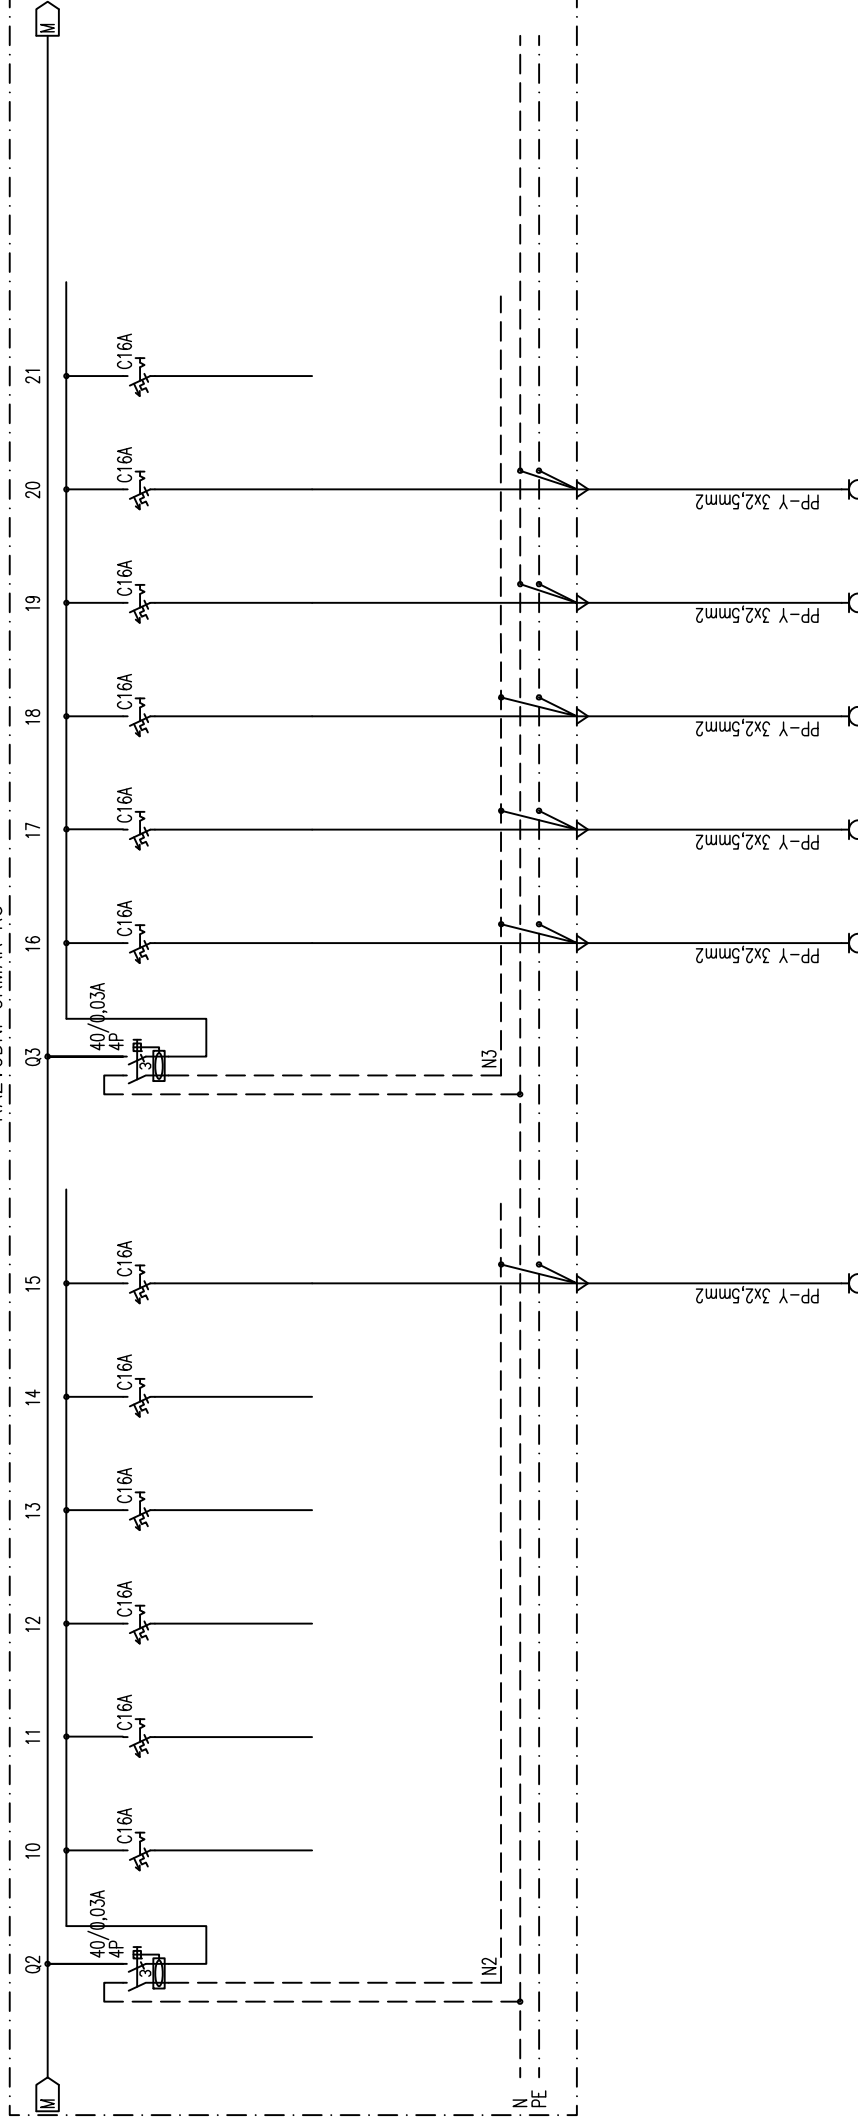 Q2 10 11 12 13 14 15 Q3 16 17 18 19 20 21
M M
40/0,03A 40/0,03A
4P 4P
C16A C16A C16A C16A C16A C16A C16A C16A C16A C16A C16A C16A
3 3
N2 N3
N
PE
PP-Y 3x2,5mm2
PP-Y 3x2,5mm2
PP-Y 3x2,5mm2
PP-Y 3x2,5mm2
PP-Y 3x2,5mm2
PP-Y 3x2,5mm2